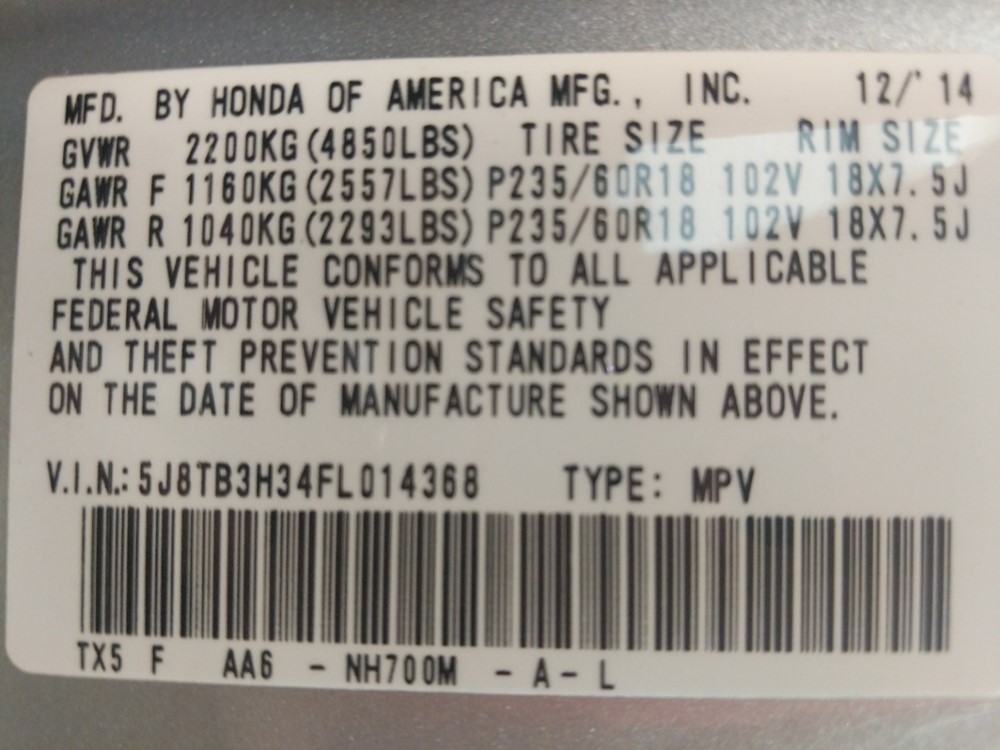 MFD. BY HONDA OF AMERICA MFG., INC. 12/'14
GVWR 2200KG(4850LBS) TIRE SIZE RIM SIZE
GAWR F 1160KG(2557LBS) P235/60R18 102V 18X7.5J
GAWR R 1040KG(2293LBS) P235/60R18 102V 18X7.5J
THIS VEHICLE CONFORMS TO ALL APPLICABLE
FEDERAL MOTOR VEHICLE SAFETY
AND THEFT PREVENTION STANDARDS IN EFFECT
ON THE DATE OF MANUFACTURE SHOWN ABOVE.
V.I.N.: 5J8TB3H34FL014368 TYPE: MPV
TX5 F AA6 - NH700M - A - L